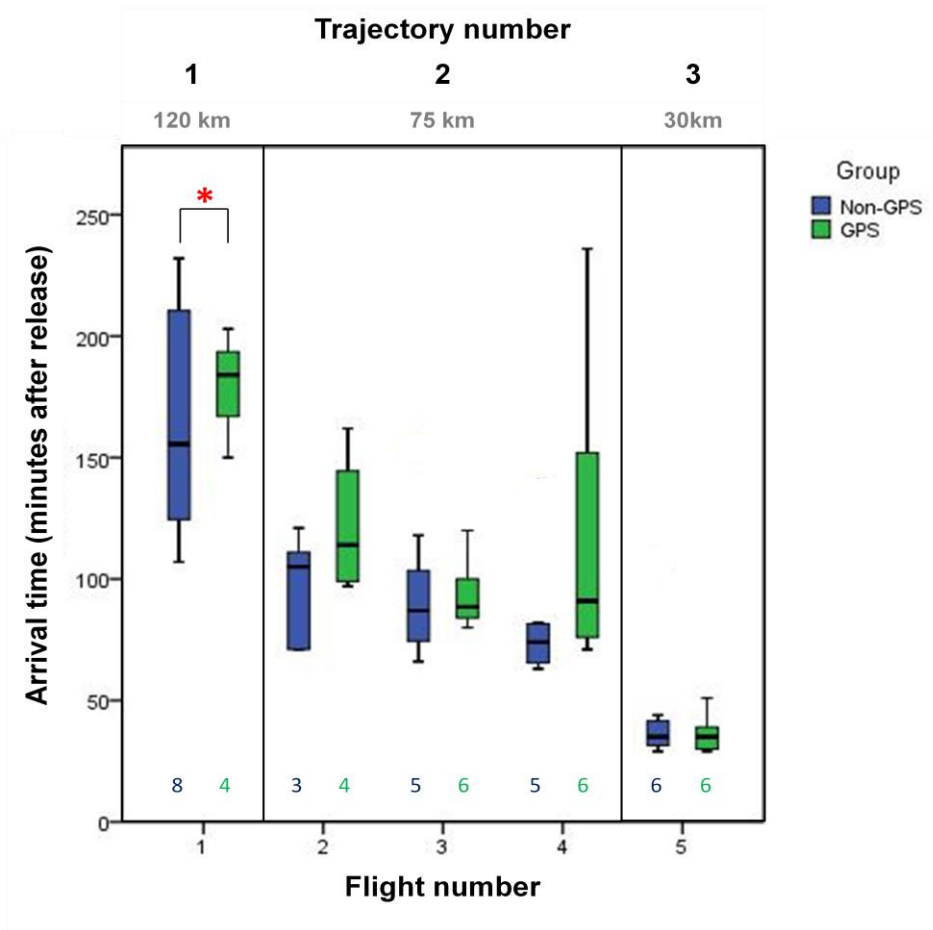 Trajectory number
1 2 3
120 km 75 km 30km
Group
Non-GPS
GPS
*
Arrival time (minutes after release)
250
200
150
100
50
0
8 4 3 4 5 6 5 6 6 6
1 2 3 4 5
Flight number